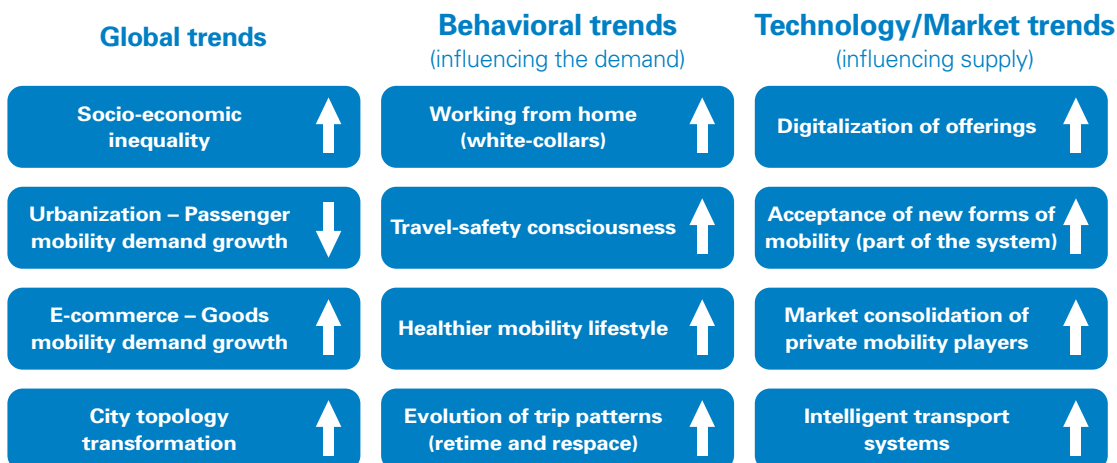 Global trends
Behavioral trends
(influencing the demand)
Technology/Market trends
(influencing supply)
Socio-economic
inequality
Working from home
(white-collars)
Digitalization of offerings
Urbanization – Passenger
mobility demand growth
Travel-safety consciousness
Acceptance of new forms of
mobility (part of the system)
E-commerce – Goods
mobility demand growth
Healthier mobility lifestyle
Market consolidation of
private mobility players
City topology
transformation
Evolution of trip patterns
(retime and respace)
Intelligent transport
systems